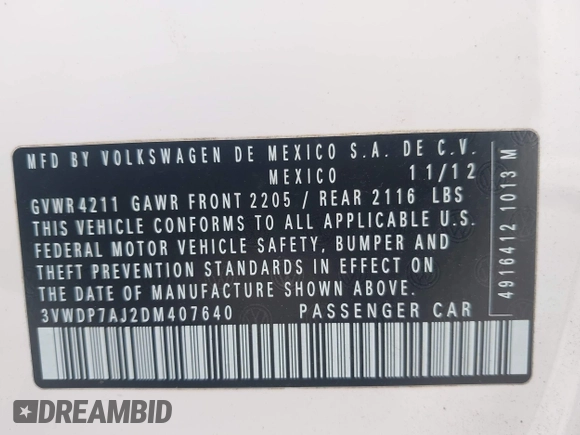 MFD BY VOLKSWAGEN DE MEXICO S.A. DE C.V.
MEXICO 11/12
GVWR 4211 GAWR FRONT 2205 / REAR 2116 LBS
THIS VEHICLE CONFORMS TO ALL APPLICABLE U.S.
FEDERAL MOTOR VEHICLE SAFETY, BUMPER AND
THEFT PREVENTION STANDARDS IN EFFECT ON
THE DATE OF MANUFACTURE SHOWN ABOVE.
3VWDP7AJ2DM407640 PASSENGER CAR
4916412 1013 M
DREAMBID